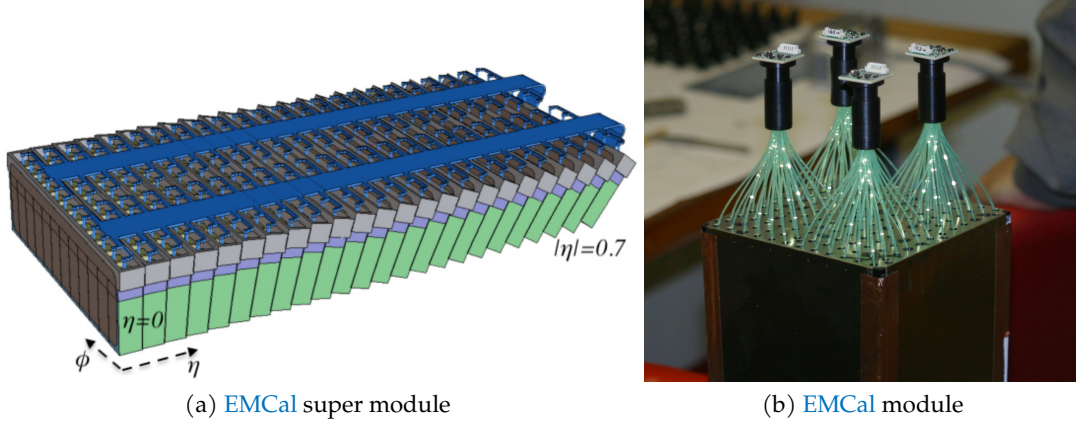 |η|=0.7
η=0
ϕ
η
(a) EMCal super module
(b) EMCal module